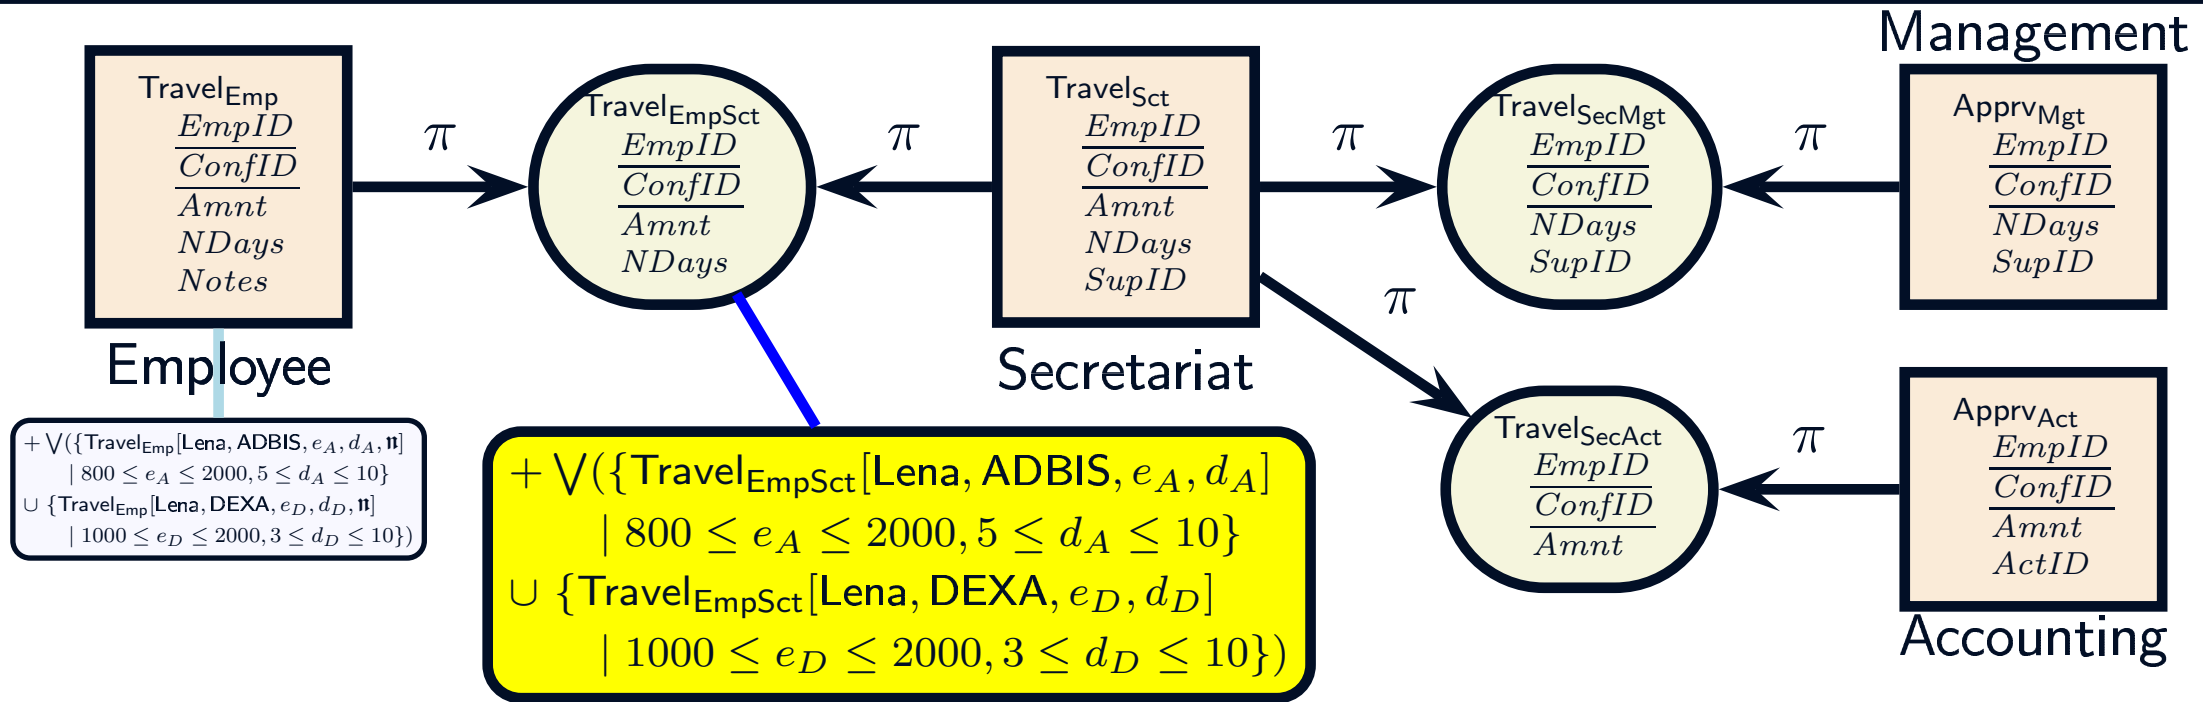 Management
Travel_Emp
EmpID
ConfID
Amnt
NDays
Notes
Employee
π
Travel_EmpSct
EmpID
ConfID
Amnt
NDays
π
Travel_Sct
EmpID
ConfID
Amnt
NDays
SupID
Secretariat
π
Travel_SecMgt
EmpID
ConfID
NDays
SupID
π
Apprv_Mgt
EmpID
ConfID
NDays
SupID
π
Travel_SecAct
EmpID
ConfID
Amnt
π
Apprv_Act
EmpID
ConfID
Amnt
ActID
Accounting
+ ⋁({Travel_Emp[Lena, ADBIS, e_A, d_A, 𝖓]
| 800 ≤ e_A ≤ 2000, 5 ≤ d_A ≤ 10}
∪ {Travel_Emp[Lena, DEXA, e_D, d_D, 𝖓]
| 1000 ≤ e_D ≤ 2000, 3 ≤ d_D ≤ 10})
+ ⋁({Travel_EmpSct[Lena, ADBIS, e_A, d_A]
| 800 ≤ e_A ≤ 2000, 5 ≤ d_A ≤ 10}
∪ {Travel_EmpSct[Lena, DEXA, e_D, d_D]
| 1000 ≤ e_D ≤ 2000, 3 ≤ d_D ≤ 10})